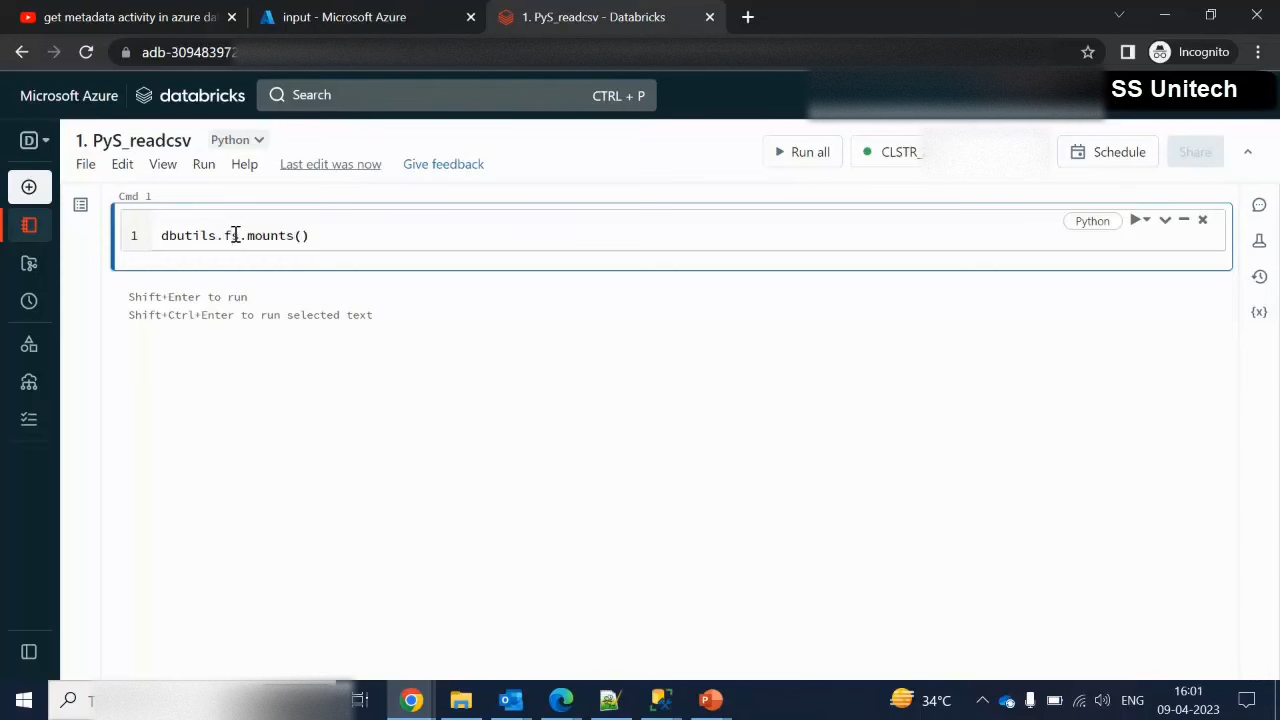 get metadata activity in azure da
input - Microsoft Azure
1. PyS_readcsv - Databricks
adb-309483972
Incognito
SS Unitech
Microsoft Azure
databricks
Search
CTRL + P
D
1. PyS_readcsv
Python
Run all
CLSTR_
Schedule
Share
File
Edit
View
Run
Help
Last edit was now
Give feedback
Cmd 1
Python
1
dbutils.fs.mounts()
Shift+Enter to run
Shift+Ctrl+Enter to run selected text
{x}
T
34°C
ENG
16:01
09-04-2023